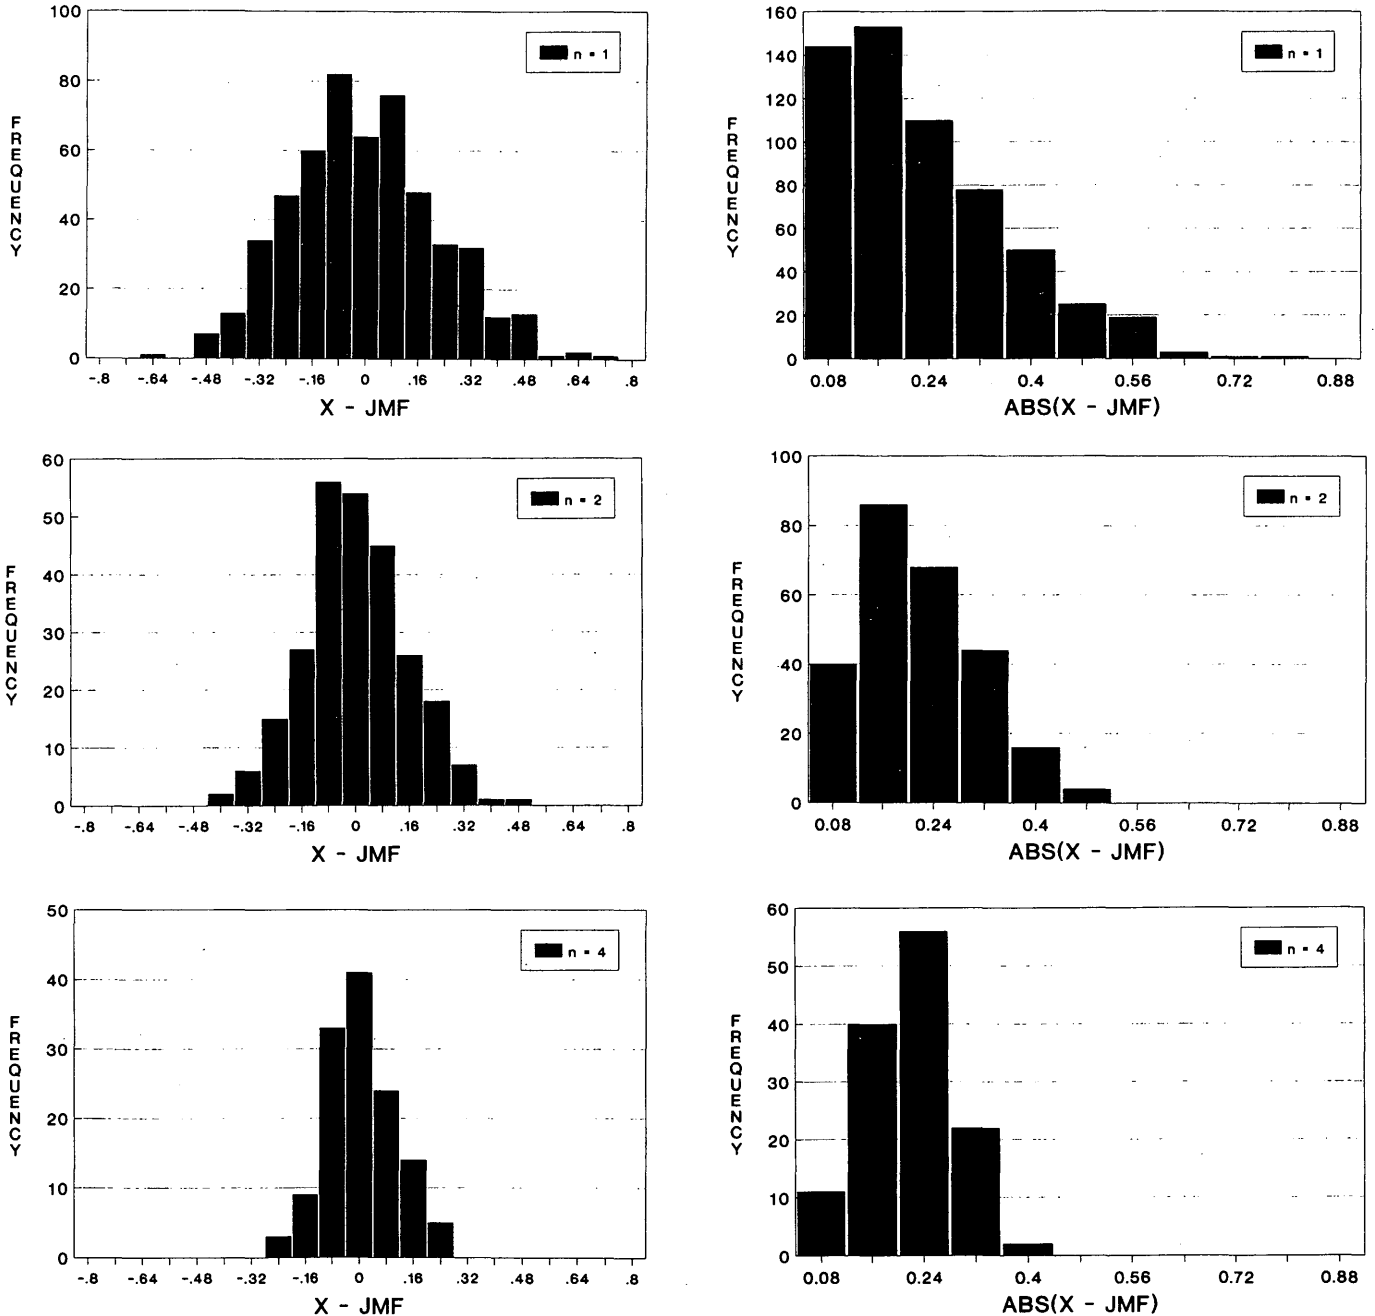 100
80
60
40
20
0
FREQUENCY
n = 1
-.8 -.64 -.48 -.32 -.16 0 .16 .32 .48 .64 .8
X - JMF
160
140
120
100
80
60
40
20
0
FREQUENCY
n = 1
0.08 0.24 0.4 0.56 0.72 0.88
ABS(X - JMF)
60
50
40
30
20
10
0
FREQUENCY
n = 2
-.8 -.64 -.48 -.32 -.16 0 .16 .32 .48 .64 .8
X - JMF
100
80
60
40
20
0
FREQUENCY
n = 2
0.08 0.24 0.4 0.56 0.72 0.88
ABS(X - JMF)
50
40
30
20
10
0
FREQUENCY
n = 4
-.8 -.64 -.48 -.32 -.16 0 .16 .32 .48 .64 .8
X - JMF
60
50
40
30
20
10
0
FREQUENCY
n = 4
0.08 0.24 0.4 0.56 0.72 0.88
ABS(X - JMF)